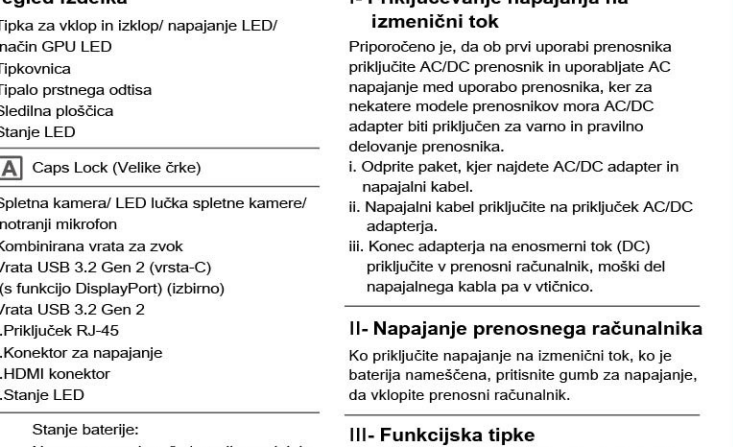 Tipka za vklop in izklop/ napajanje LED/
način GPU LED
Tipkovnica
Tipalo prstnega odtisa
Sledilna ploščica
Stanje LED
A Caps Lock (Velike črke)
Spletna kamera/ LED lučka spletne kamere/
notranji mikrofon
Kombinirana vrata za zvok
Vrata USB 3.2 Gen 2 (vrsta-C)
(s funkcijo DisplayPort) (izbirno)
Vrata USB 3.2 Gen 2
.Priključek RJ-45
.Konektor za napajanje
.HDMI konektor
.Stanje LED
Stanje baterije:
izmenični tok
Priporočeno je, da ob prvi uporabi prenosnika
priključite AC/DC prenosnik in uporabljate AC
napajanje med uporabo prenosnika, ker za
nekatere modele prenosnikov mora AC/DC
adapter biti priključen za varno in pravilno
delovanje prenosnika.
i. Odprite paket, kjer najdete AC/DC adapter in
napajalni kabel.
ii. Napajalni kabel priključite na priključek AC/DC
adapterja.
iii. Konec adapterja na enosmerni tok (DC)
priključite v prenosni računalnik, moški del
napajalnega kabla pa v vtičnico.
II- Napajanje prenosnega računalnika
Ko priključite napajanje na izmenični tok, ko je
baterija nameščena, pritisnite gumb za napajanje,
da vklopite prenosni računalnik.
III- Funkcijska tipke